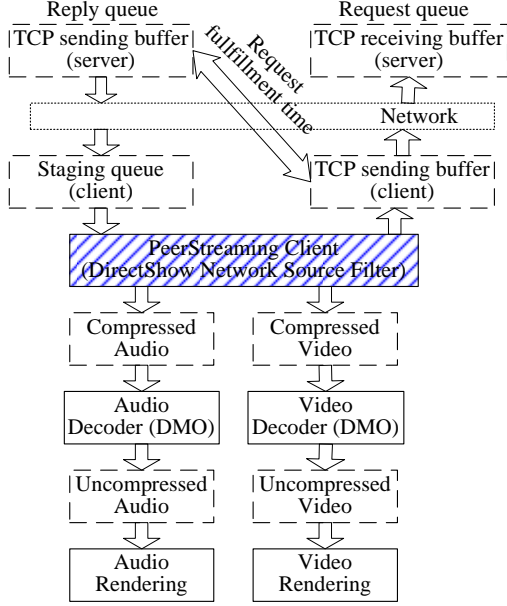 Reply queue
Request queue
TCP sending buffer
(server)
TCP receiving buffer
(server)
Request
fullfillment time
Network
Staging queue
(client)
TCP sending buffer
(client)
PeerStreaming Client
(DirectShow Network Source Filter)
Compressed
Audio
Compressed
Video
Audio
Decoder (DMO)
Video
Decoder (DMO)
Uncompressed
Audio
Uncompressed
Video
Audio
Rendering
Video
Rendering